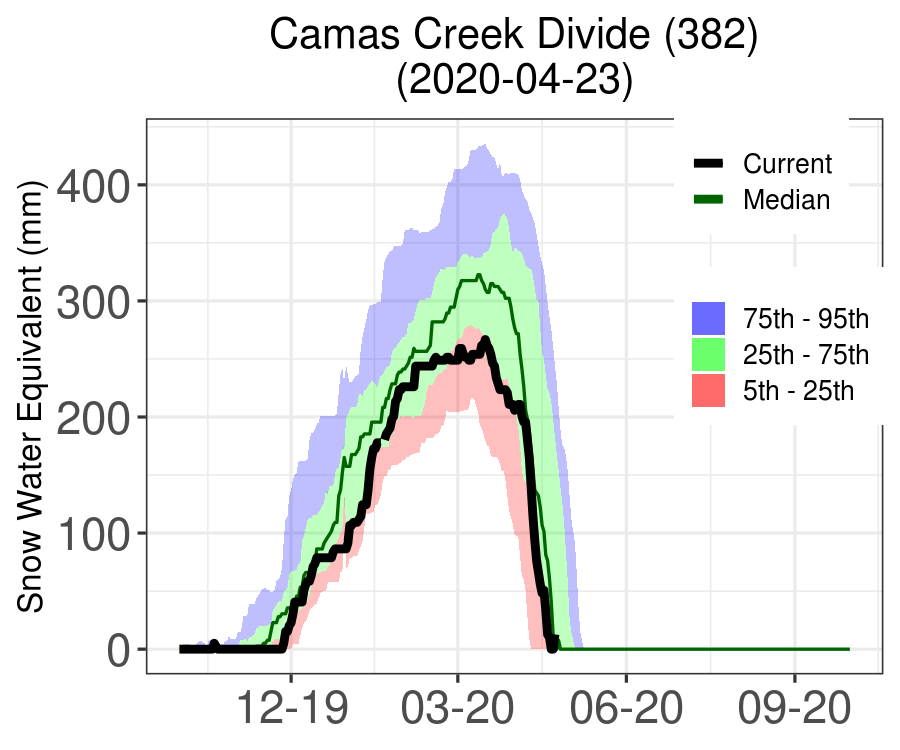 Camas Creek Divide (382)
(2020-04-23)
Snow Water Equivalent (mm)
400
300
200
100
0
12-19
03-20
06-20
09-20
Current
Median
75th - 95th
25th - 75th
5th - 25th